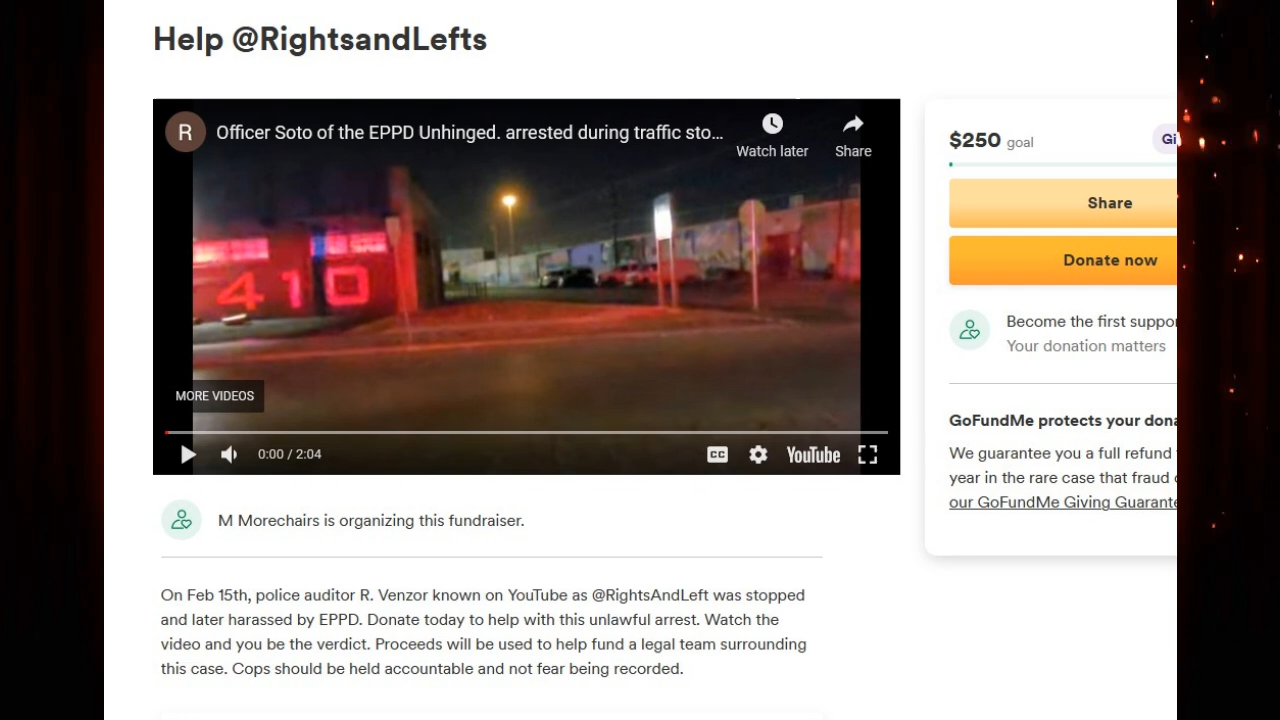 Help @RightsandLefts
R
Officer Soto of the EPPD Unhinged. arrested during traffic sto...
Watch later
Share
410
MORE VIDEOS
0:00 / 2:04
CC
YouTube
M Morechairs is organizing this fundraiser.
On Feb 15th, police auditor R. Venzor known on YouTube as @RightsAndLeft was stopped
and later harassed by EPPD. Donate today to help with this unlawful arrest. Watch the
video and you be the verdict. Proceeds will be used to help fund a legal team surrounding
this case. Cops should be held accountable and not fear being recorded.
$250 goal
Gi
Share
Donate now
Become the first suppo
Your donation matters
GoFundMe protects your dona
We guarantee you a full refund
year in the rare case that fraud
our GoFundMe Giving Guarante